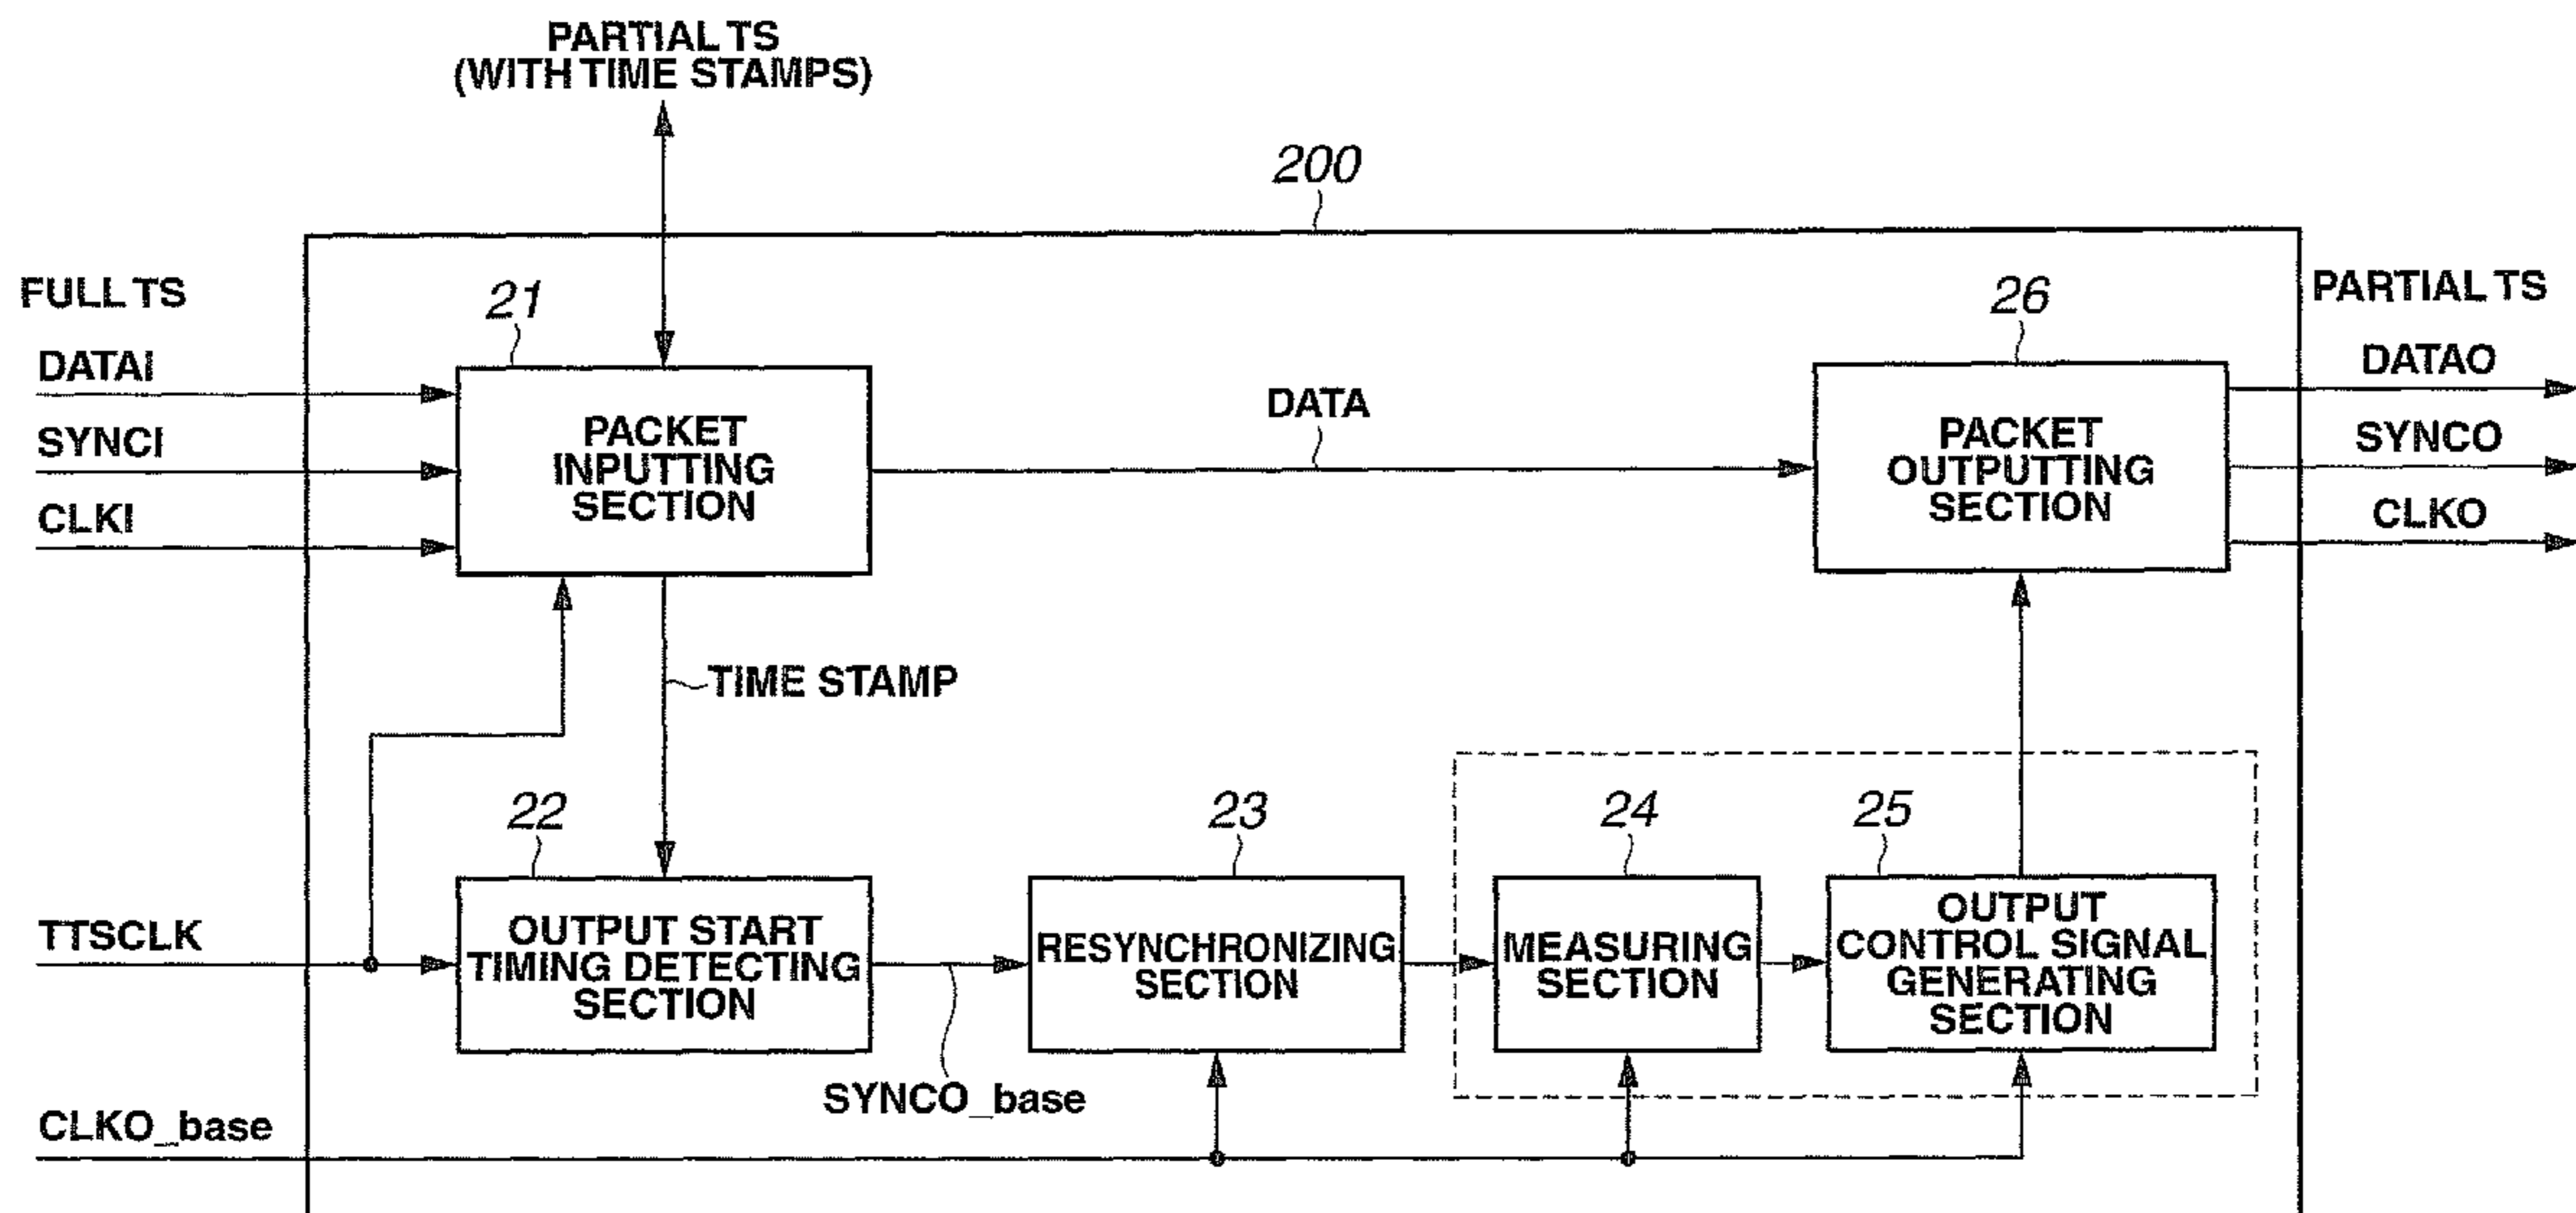 PARTIAL TS
(WITH TIME STAMPS)
200
FULL TS
PARTIAL TS
21
26
DATAI
SYNCI
CLKI
PACKET
INPUTTING
SECTION
DATA
PACKET
OUTPUTTING
SECTION
DATAO
SYNCO
CLKO
TIME STAMP
22
23
24
25
TTSCLK
OUTPUT START
TIMING DETECTING
SECTION
RESYNCHRONIZING
SECTION
MEASURING
SECTION
OUTPUT
CONTROL SIGNAL
GENERATING
SECTION
SYNCO_base
CLKO_base